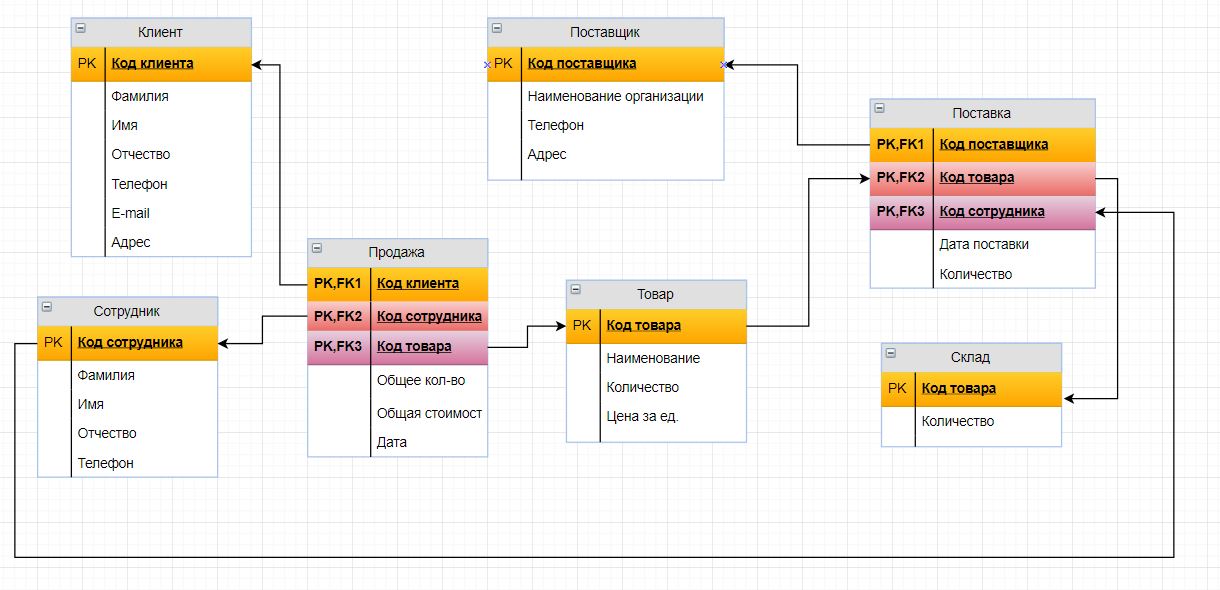 Клиент
PK Код клиента
Фамилия
Имя
Отчество
Телефон
E-mail
Адрес
Поставщик
PK Код поставщика
Наименование организации
Телефон
Адрес
Поставка
PK,FK1 Код поставщика
PK,FK2 Код товара
PK,FK3 Код сотрудника
Дата поставки
Количество
Продажа
PK,FK1 Код клиента
PK,FK2 Код сотрудника
PK,FK3 Код товара
Общее кол-во
Общая стоимост
Дата
Сотрудник
PK Код сотрудника
Фамилия
Имя
Отчество
Телефон
Товар
PK Код товара
Наименование
Количество
Цена за ед.
Склад
PK Код товара
Количество